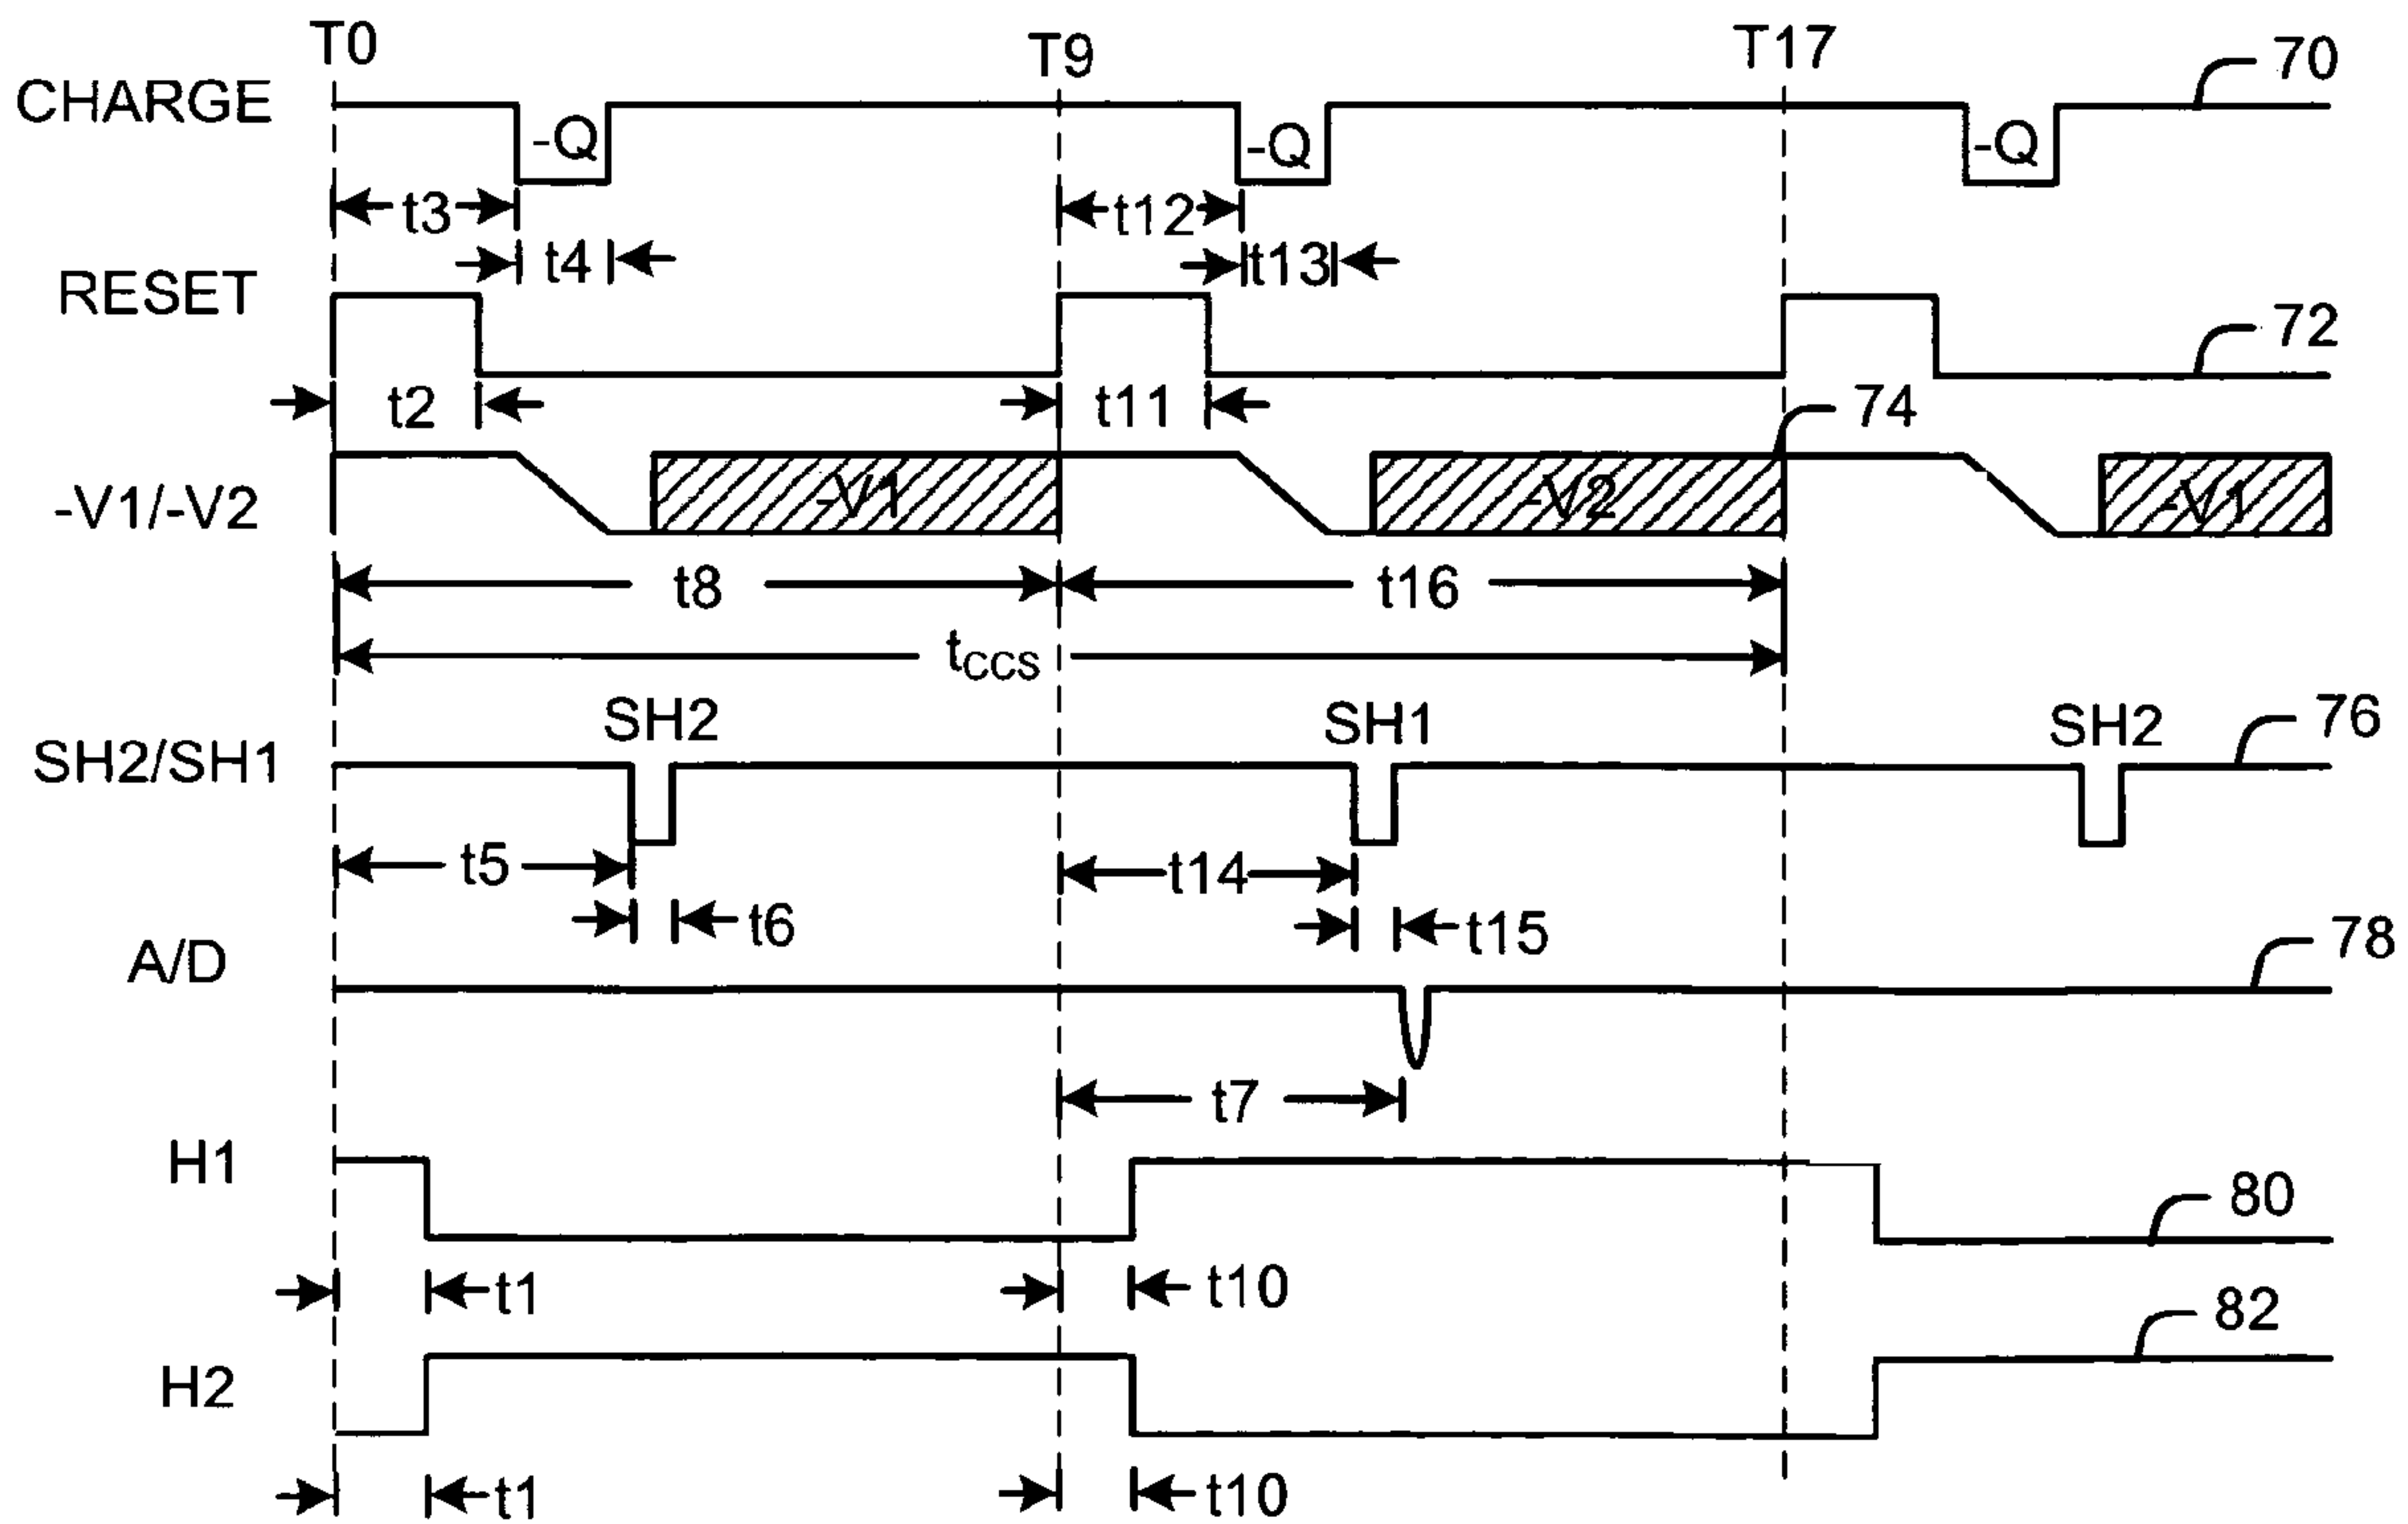 T0
T9
T17
CHARGE
-Q
-Q
-Q
70
t3
t12
t4
t13
RESET
72
t2
t11
74
-V1/-V2
-V1
-V2
-V1
t8
t16
tCCS
SH2
SH1
SH2
76
SH2/SH1
t5
t14
t6
t15
A/D
78
t7
H1
80
t1
t10
82
H2
t1
t10